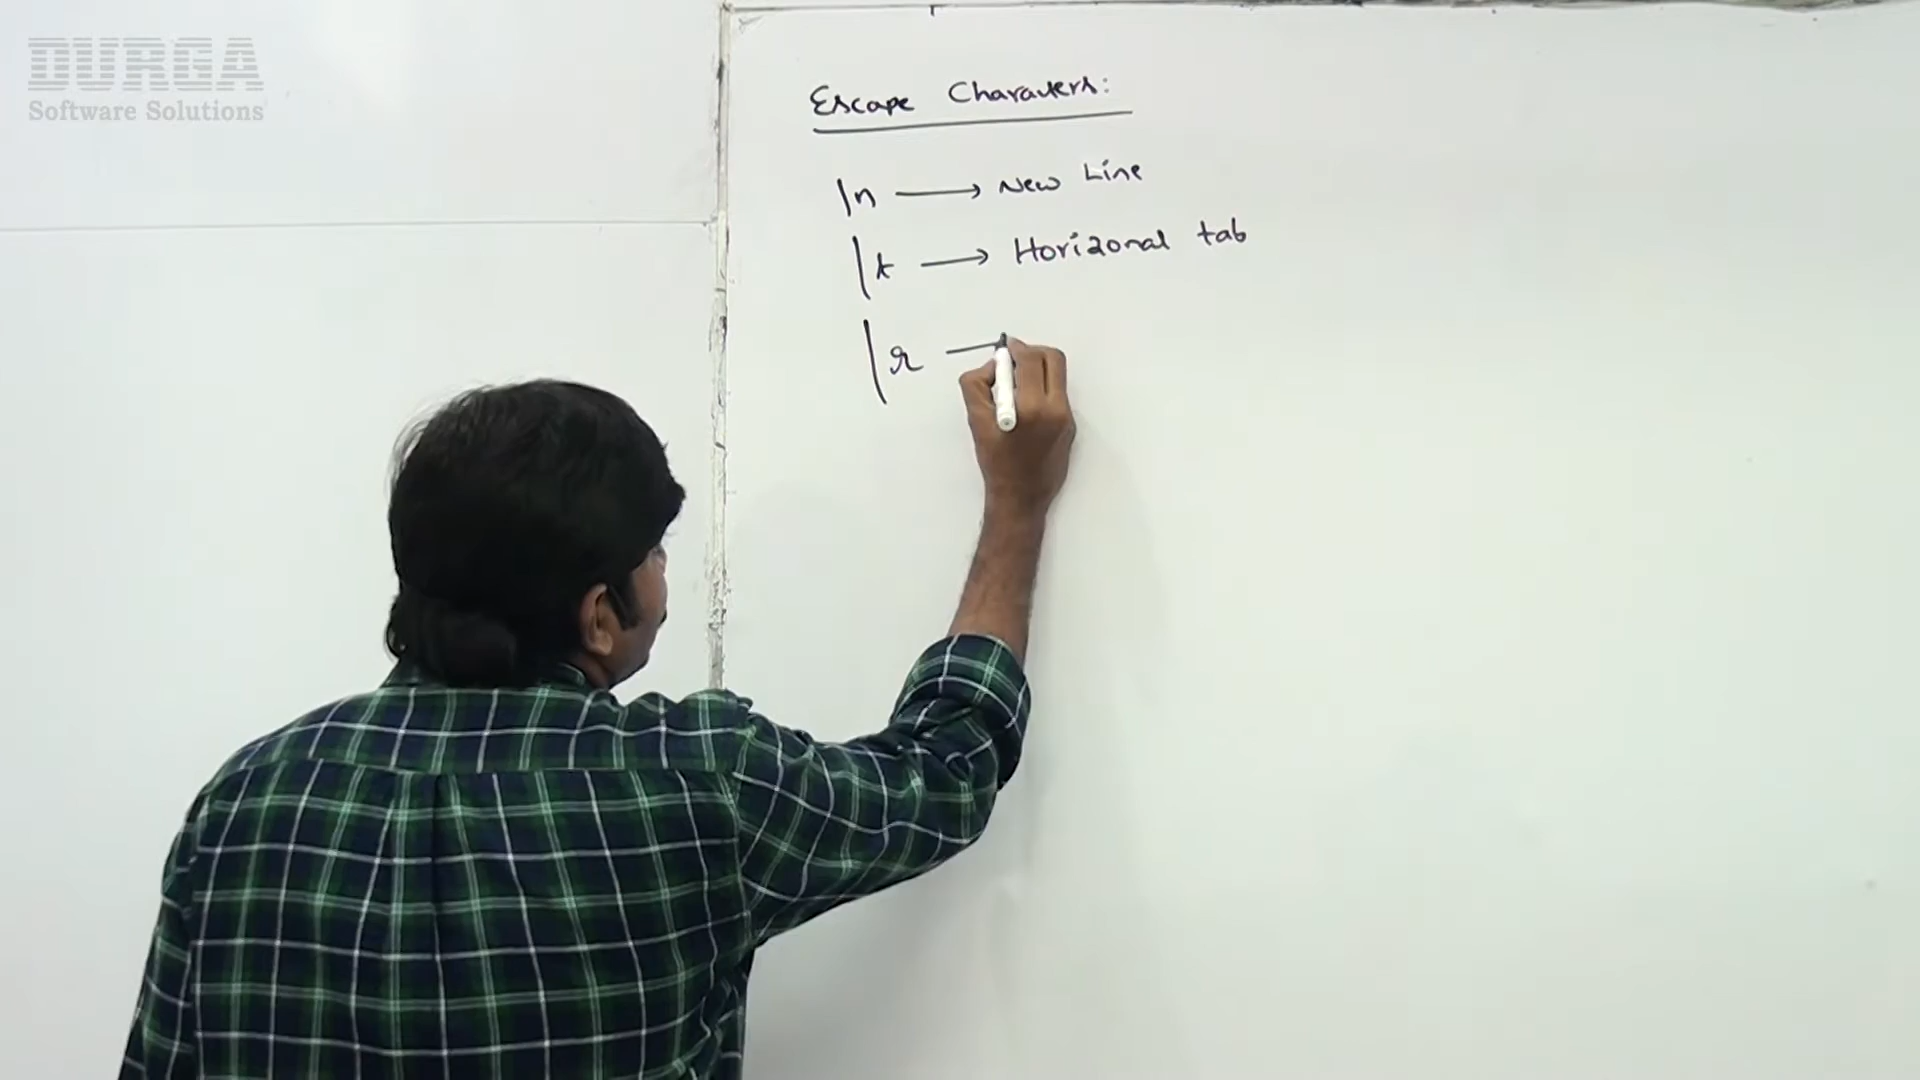 DURGA
Software Solutions
Escape Characters:
\n → New Line
\t → Horizonal tab
\r —